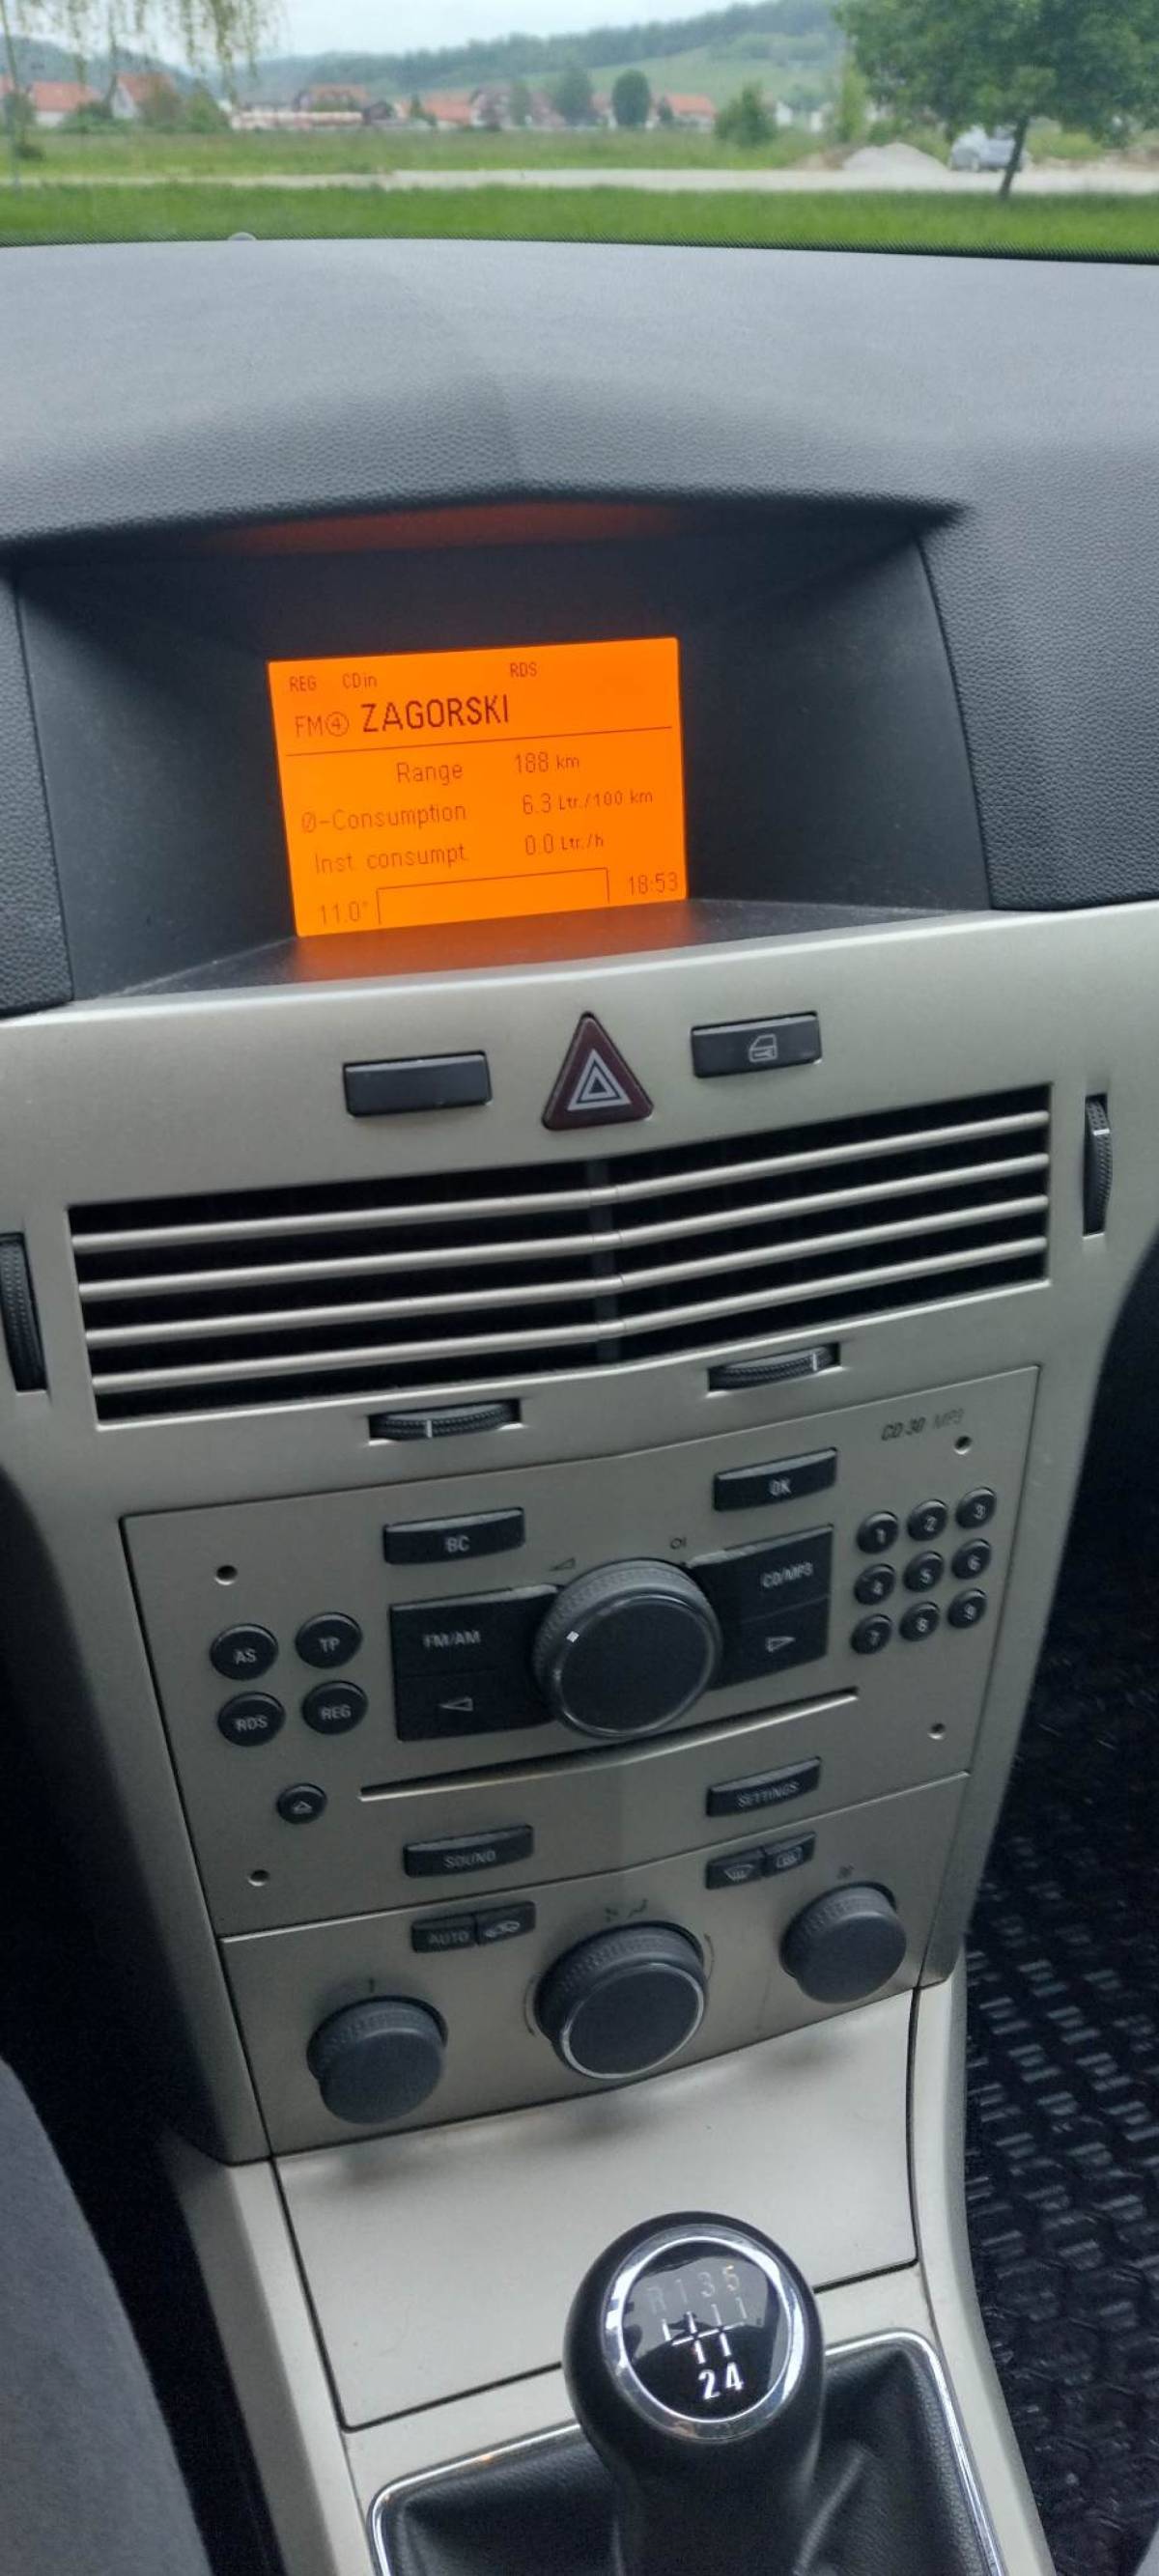 REG CD in RDS
FM④ ZAGORSKI
Range 188 km
Ø-Consumption 6.3 Ltr./100 km
Inst. consumpt. 0.0 Ltr./h
11.0° 18:53
CD 30 MP3
OK
BC
1 2 3
CD/MP3
4 5 6
FM/AM
7 8 9
AS TP
RDS REG
SETTINGS
SOUND
AUTO
R 1 3 5
2 4